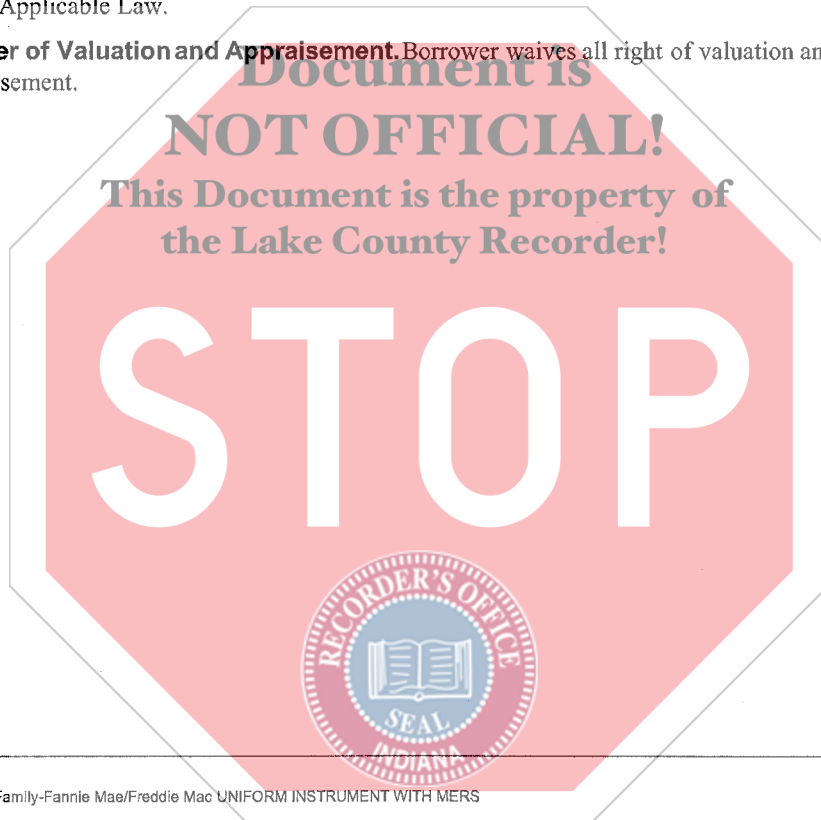 Applicable Law.
er of Valuation and Appraisement. Borrower waives all right of valuation an
sement.
Document is
NOT OFFICIAL!
This Document is the property of
the Lake County Recorder!
STOP
RECORDER'S OFFICE
SEAL
INDIANA
Family-Fannie Mae/Freddie Mac UNIFORM INSTRUMENT WITH MERS